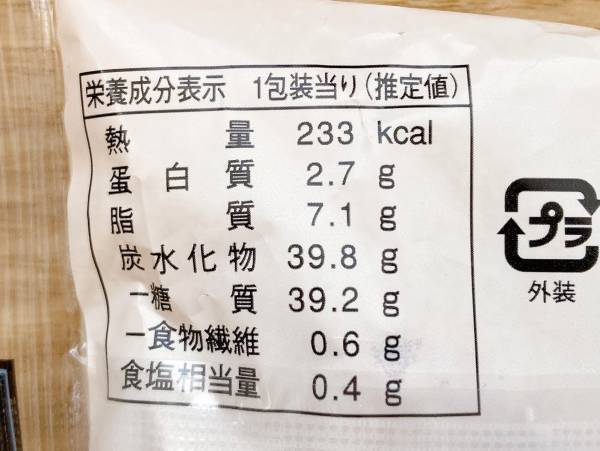 栄養成分表示 1包装当り(推定値)
熱量 233 kcal
蛋白質 2.7 g
脂質 7.1 g
炭水化物 39.8 g
ー糖質 39.2 g
ー食物繊維 0.6 g
食塩相当量 0.4 g
プラ
外装